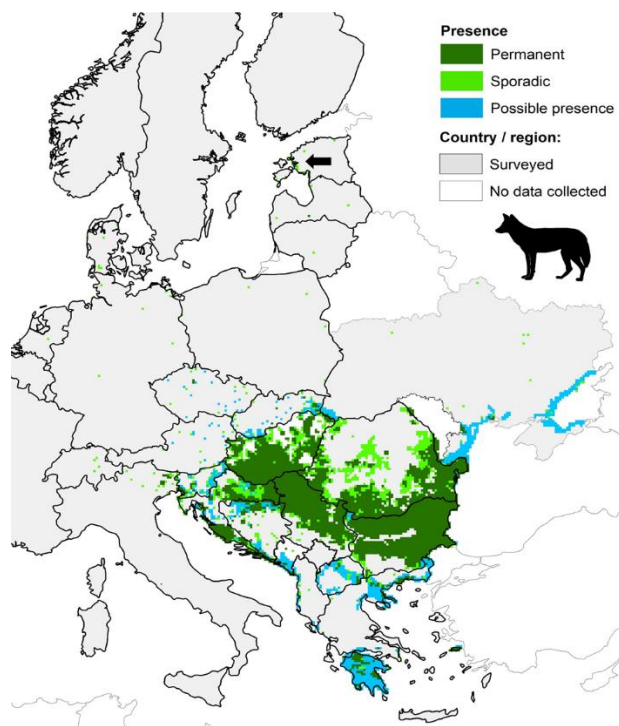 Presence
Permanent
Sporadic
Possible presence
Country / region:
Surveyed
No data collected